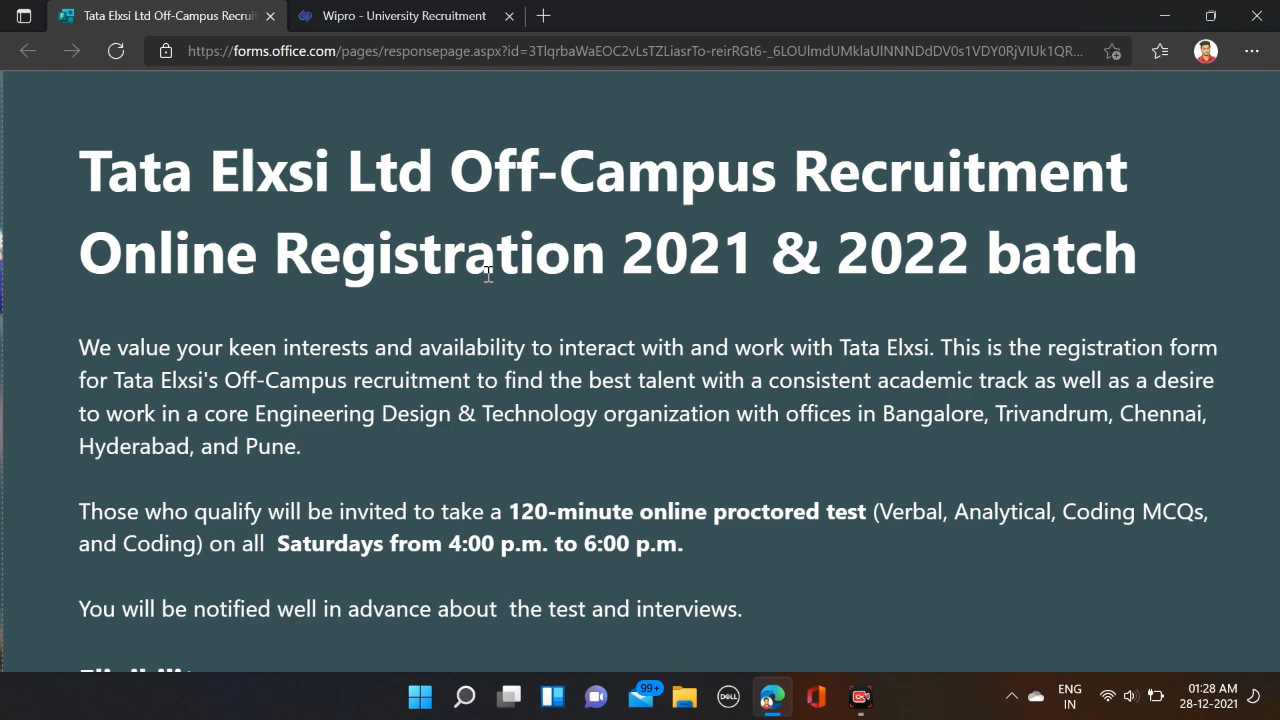 Tata Elxsi Ltd Off-Campus Recruit
Wipro - University Recruitment
https://forms.office.com/pages/responsepage.aspx?id=3TlqrbaWaEOC2vLsTZLiasrTo-reirRGt6-_6LOUlmdUMklaUlNNNDdDV0s1VDY0RjVIUk1QR...
Tata Elxsi Ltd Off-Campus Recruitment
Online Registration 2021 & 2022 batch
We value your keen interests and availability to interact with and work with Tata Elxsi. This is the registration form
for Tata Elxsi's Off-Campus recruitment to find the best talent with a consistent academic track as well as a desire
to work in a core Engineering Design & Technology organization with offices in Bangalore, Trivandrum, Chennai,
Hyderabad, and Pune.
Those who qualify will be invited to take a 120-minute online proctored test (Verbal, Analytical, Coding MCQs,
and Coding) on all Saturdays from 4:00 p.m. to 6:00 p.m.
You will be notified well in advance about the test and interviews.
99+
DELL
ENG
IN
01:28 AM
28-12-2021